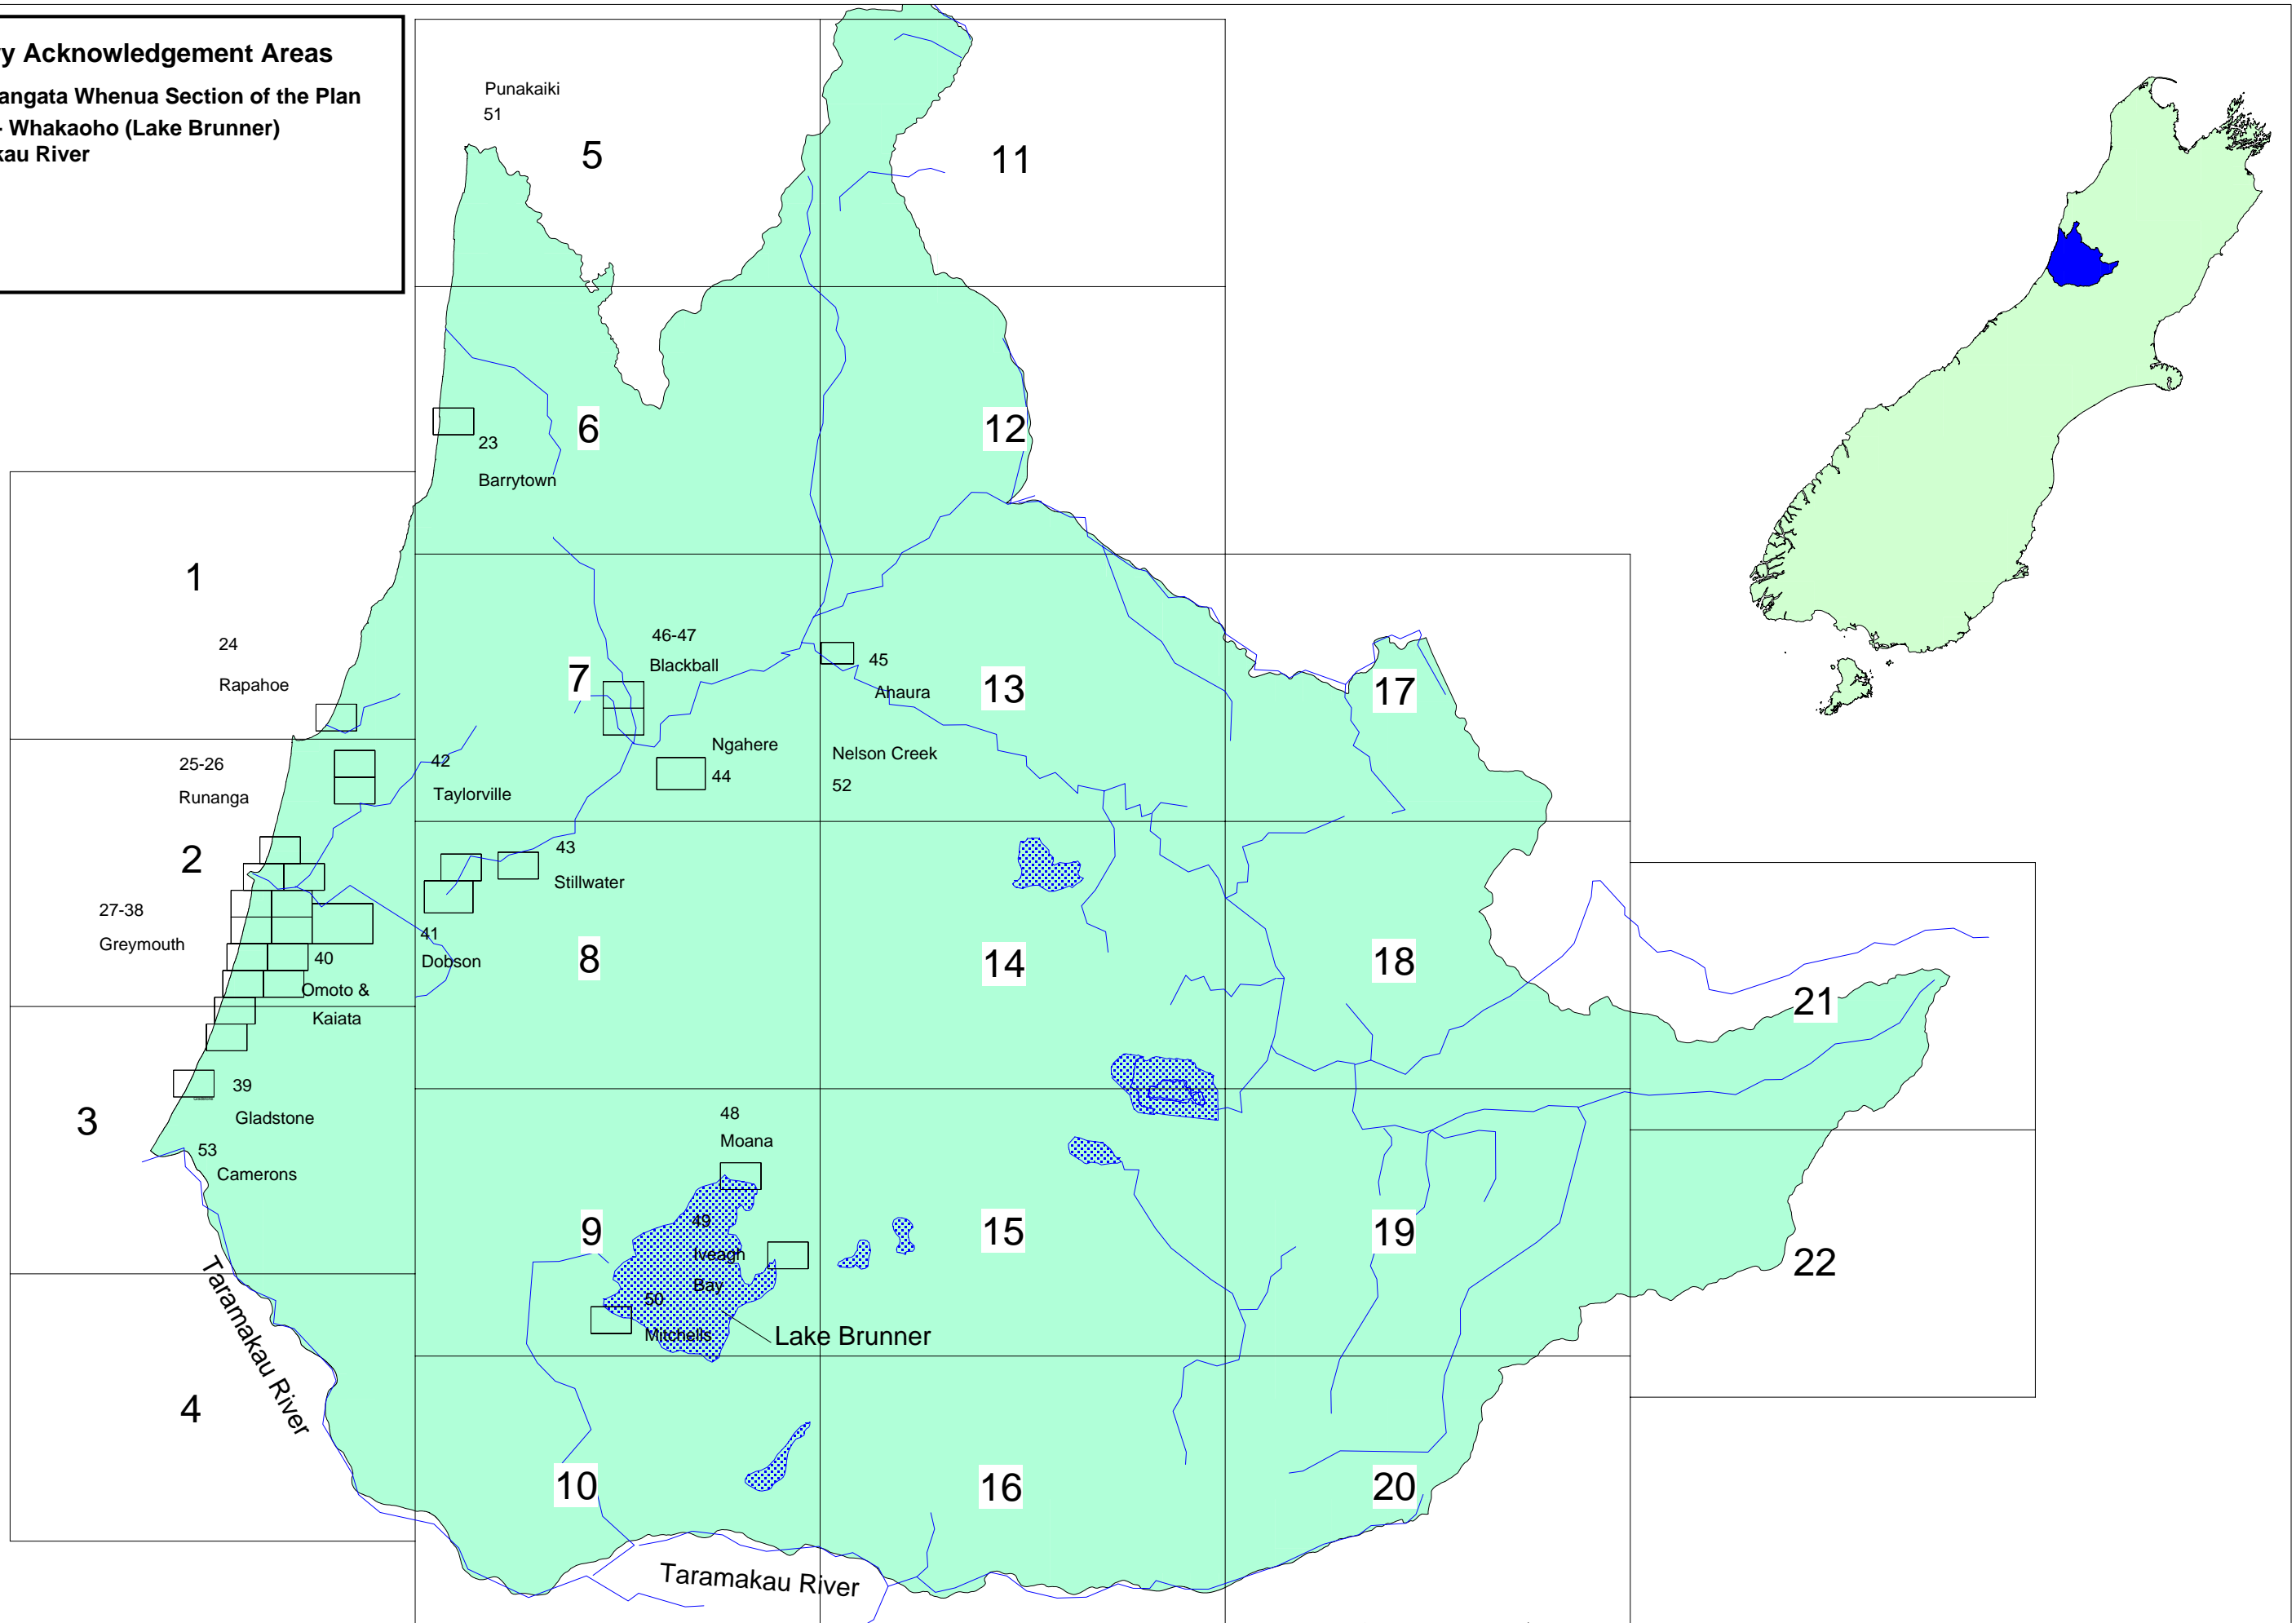 y Acknowledgement Areas
angata Whenua Section of the Plan
- Whakaoho (Lake Brunner)
kau River
Punakaiki
51
5
11
23
Barrytown
6
12
1
24
Rapahoe
46-47
Blackball
7
45
Ahaura
13
17
25-26
Runanga
42
Taylorville
Ngahere
44
Nelson Creek
52
2
43
Stillwater
27-38
Greymouth
41
Dobson
40
Omoto &
Kaiata
8
14
18
21
3
39
Gladstone
53
Camerons
48
Moana
9
49
Iveagh
Bay
50
Mitchells
Lake Brunner
15
19
22
Taramakau River
4
10
16
20
Taramakau River